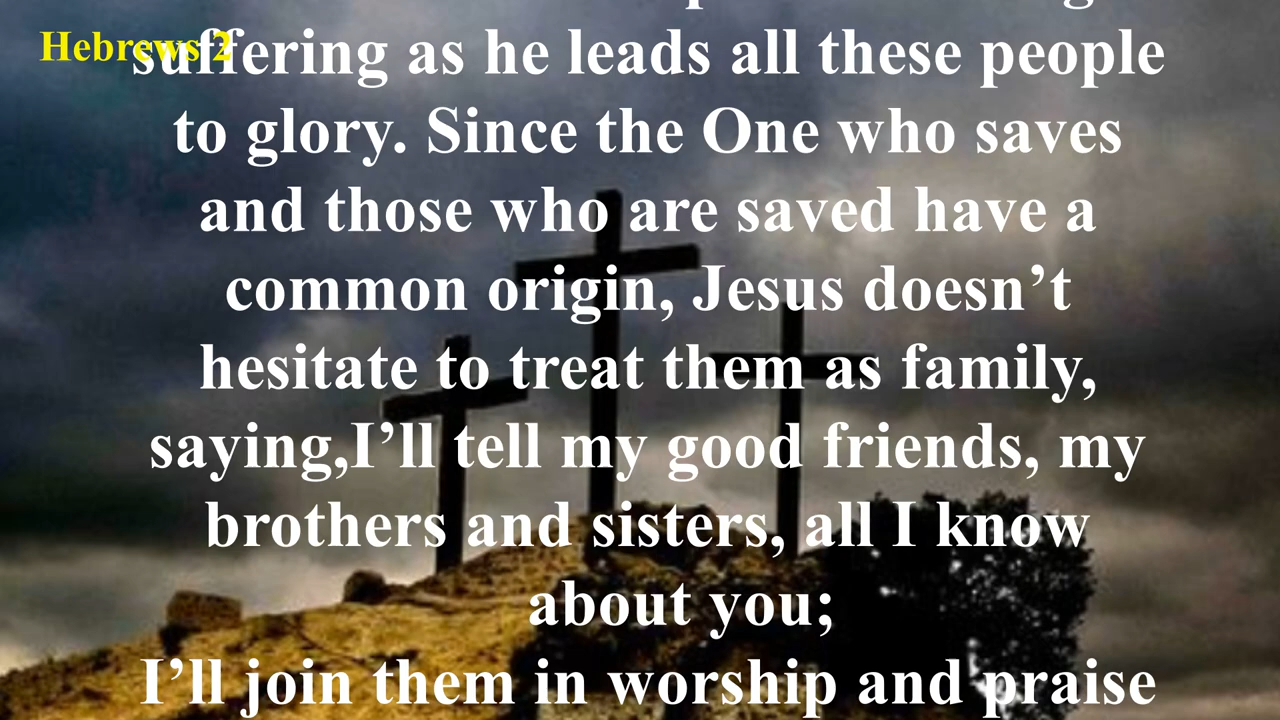 Hebrews 2
suffering as he leads all these people
to glory. Since the One who saves
and those who are saved have a
common origin, Jesus doesn’t
hesitate to treat them as family,
saying,I’ll tell my good friends, my
brothers and sisters, all I know
about you;
I’ll join them in worship and praise